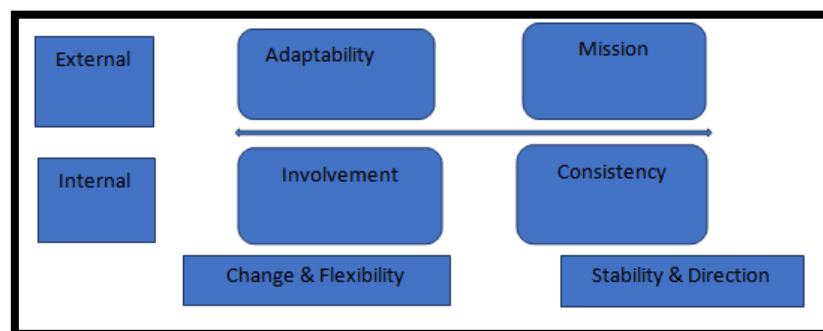 External
Adaptability
Mission
Internal
Involvement
Consistency
Change & Flexibility
Stability & Direction